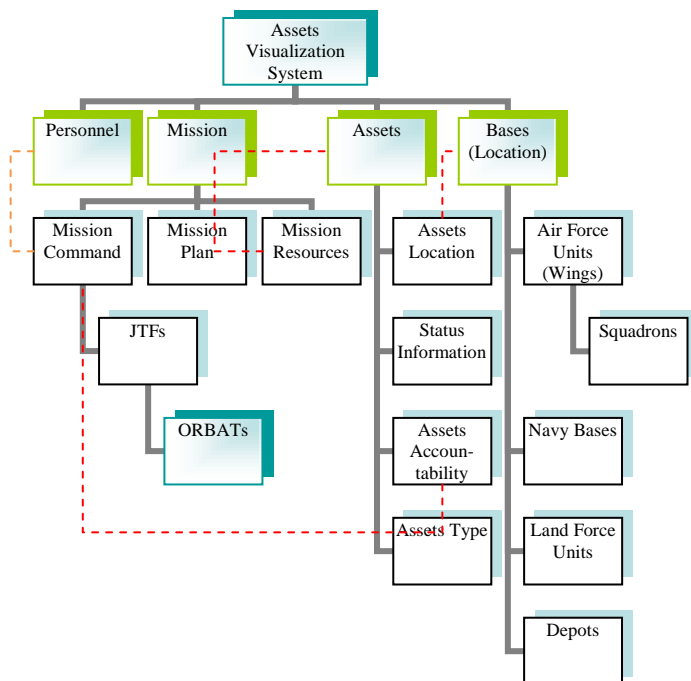 Assets
Visualization
System
Personnel
Mission
Assets
Bases
(Location)
Mission
Command
Mission
Plan
Mission
Resources
Assets
Location
Air Force
Units
(Wings)
JTFs
Status
Information
Squadrons
ORBATs
Assets
Accoun-
tability
Navy Bases
Assets Type
Land Force
Units
Depots